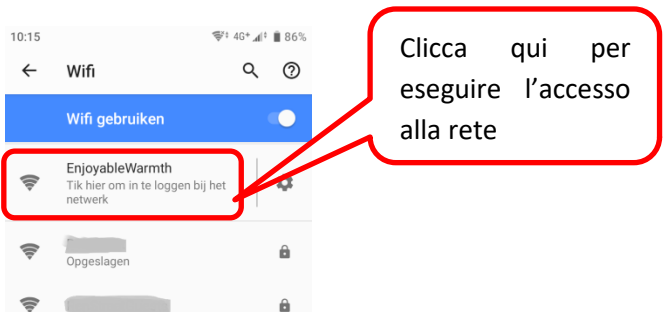 10:15
4G+
86%
Wifi
Wifi gebruiken
EnjoyableWarmth
Tik hier om in te loggen bij het
netwerk
Opgeslagen
Clicca qui per
eseguire l’accesso
alla rete